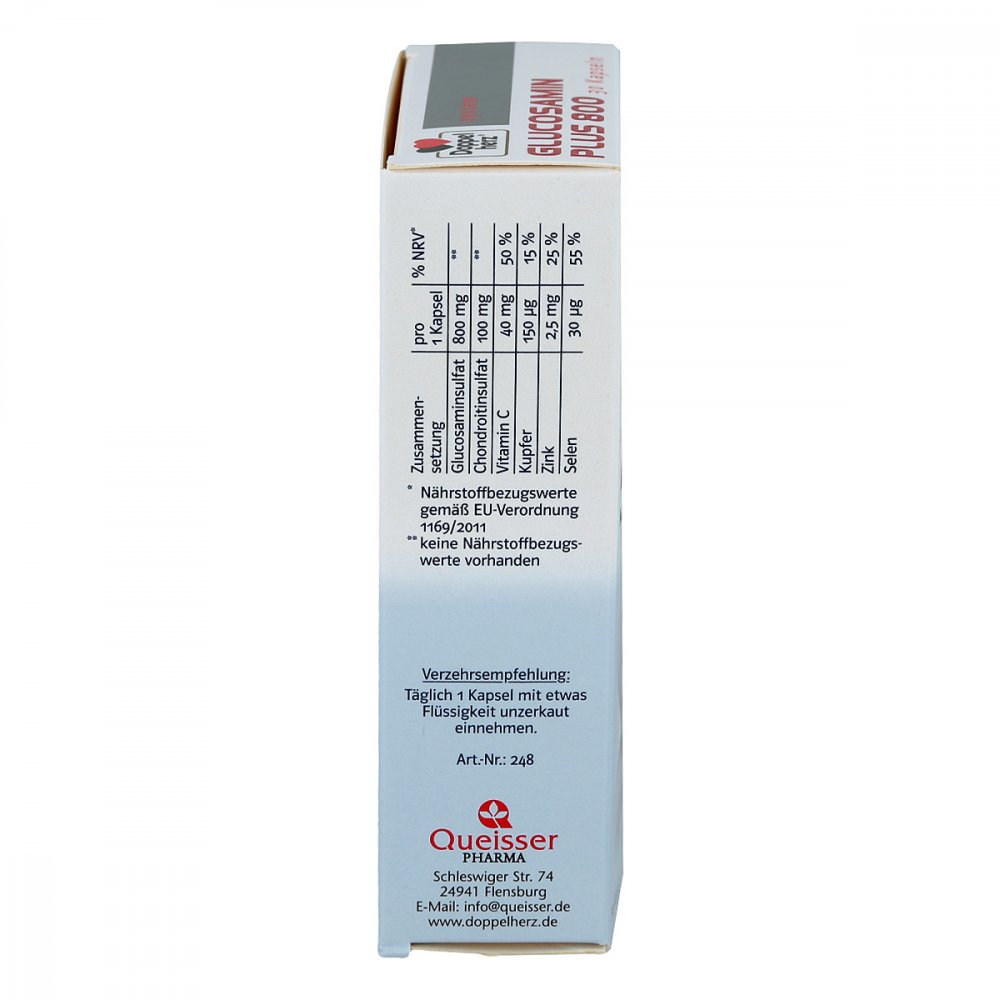 system
Doppel
herz®
GLUCOSAMIN
PLUS 800 30 Kapseln
Zusammen-
setzung pro
1 Kapsel % NRV*
Glucosaminsulfat 800 mg **
Chondroitinsulfat 100 mg **
Vitamin C 40 mg 50 %
Kupfer 150 µg 15 %
Zink 2,5 mg 25 %
Selen 30 µg 55 %
* Nährstoffbezugswerte
gemäß EU-Verordnung
1169/2011
** keine Nährstoffbezugs-
werte vorhanden
Verzehrsempfehlung:
Täglich 1 Kapsel mit etwas
Flüssigkeit unzerkaut
einnehmen.
Art.-Nr.: 248
Queisser
PHARMA
Schleswiger Str. 74
24941 Flensburg
E-Mail: info@queisser.de
www.doppelherz.de